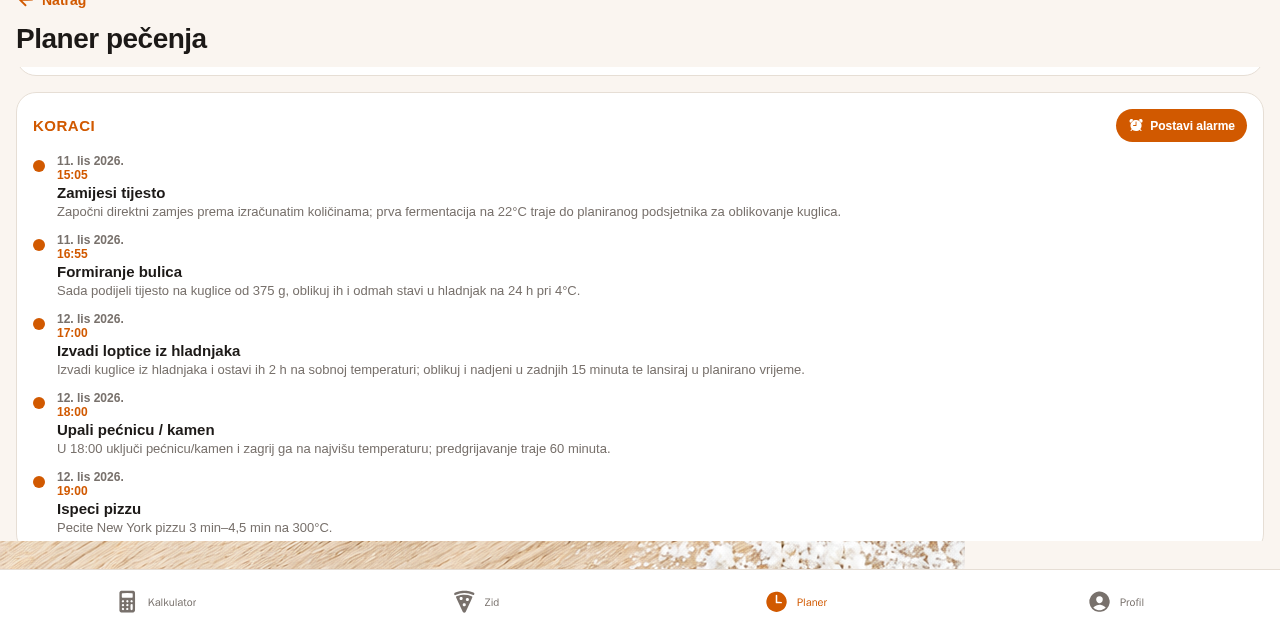 Natrag
Planer pečenja
KORACI
Postavi alarme
11. lis 2026.
15:05
Zamijesi tijesto
Započni direktni zamjes prema izračunatim količinama; prva fermentacija na 22°C traje do planiranog podsjetnika za oblikovanje kuglica.
11. lis 2026.
16:55
Formiranje bulica
Sada podijeli tijesto na kuglice od 375 g, oblikuj ih i odmah stavi u hladnjak na 24 h pri 4°C.
12. lis 2026.
17:00
Izvadi loptice iz hladnjaka
Izvadi kuglice iz hladnjaka i ostavi ih 2 h na sobnoj temperaturi; oblikuj i nadjeni u zadnjih 15 minuta te lansiraj u planirano vrijeme.
12. lis 2026.
18:00
Upali pećnicu / kamen
U 18:00 uključi pećnicu/kamen i zagrij ga na najvišu temperaturu; predgrijavanje traje 60 minuta.
12. lis 2026.
19:00
Ispeci pizzu
Pecite New York pizzu 3 min–4,5 min na 300°C.
Kalkulator
Zid
Planer
Profil